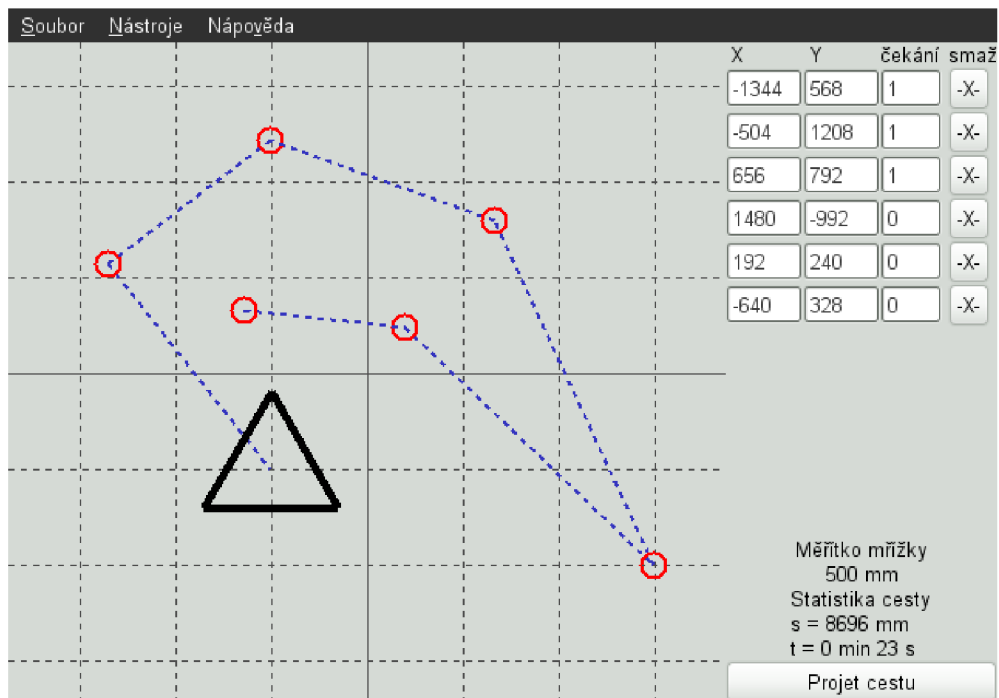 Soubor Nástroje Nápověda
X Y čekání smaž
-1344 568 1 -X-
-504 1208 1 -X-
656 792 1 -X-
1480 -992 0 -X-
192 240 0 -X-
-640 328 0 -X-
Měřítko mřížky
500 mm
Statistika cesty
s = 8696 mm
t = 0 min 23 s
Projet cestu